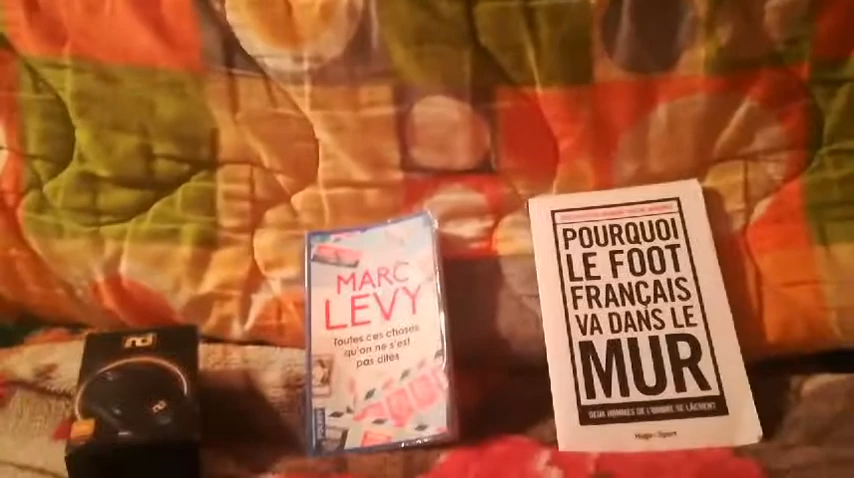 MARC
LEVY
Toutes ces choses
qu'on ne s'est
pas dites
POURQUOI
LE FOOT
FRANÇAIS
VA DANS LE
MUR
DEUX HOMMES DE L'OMBRE SE LÂCHENT
Hugo Sport